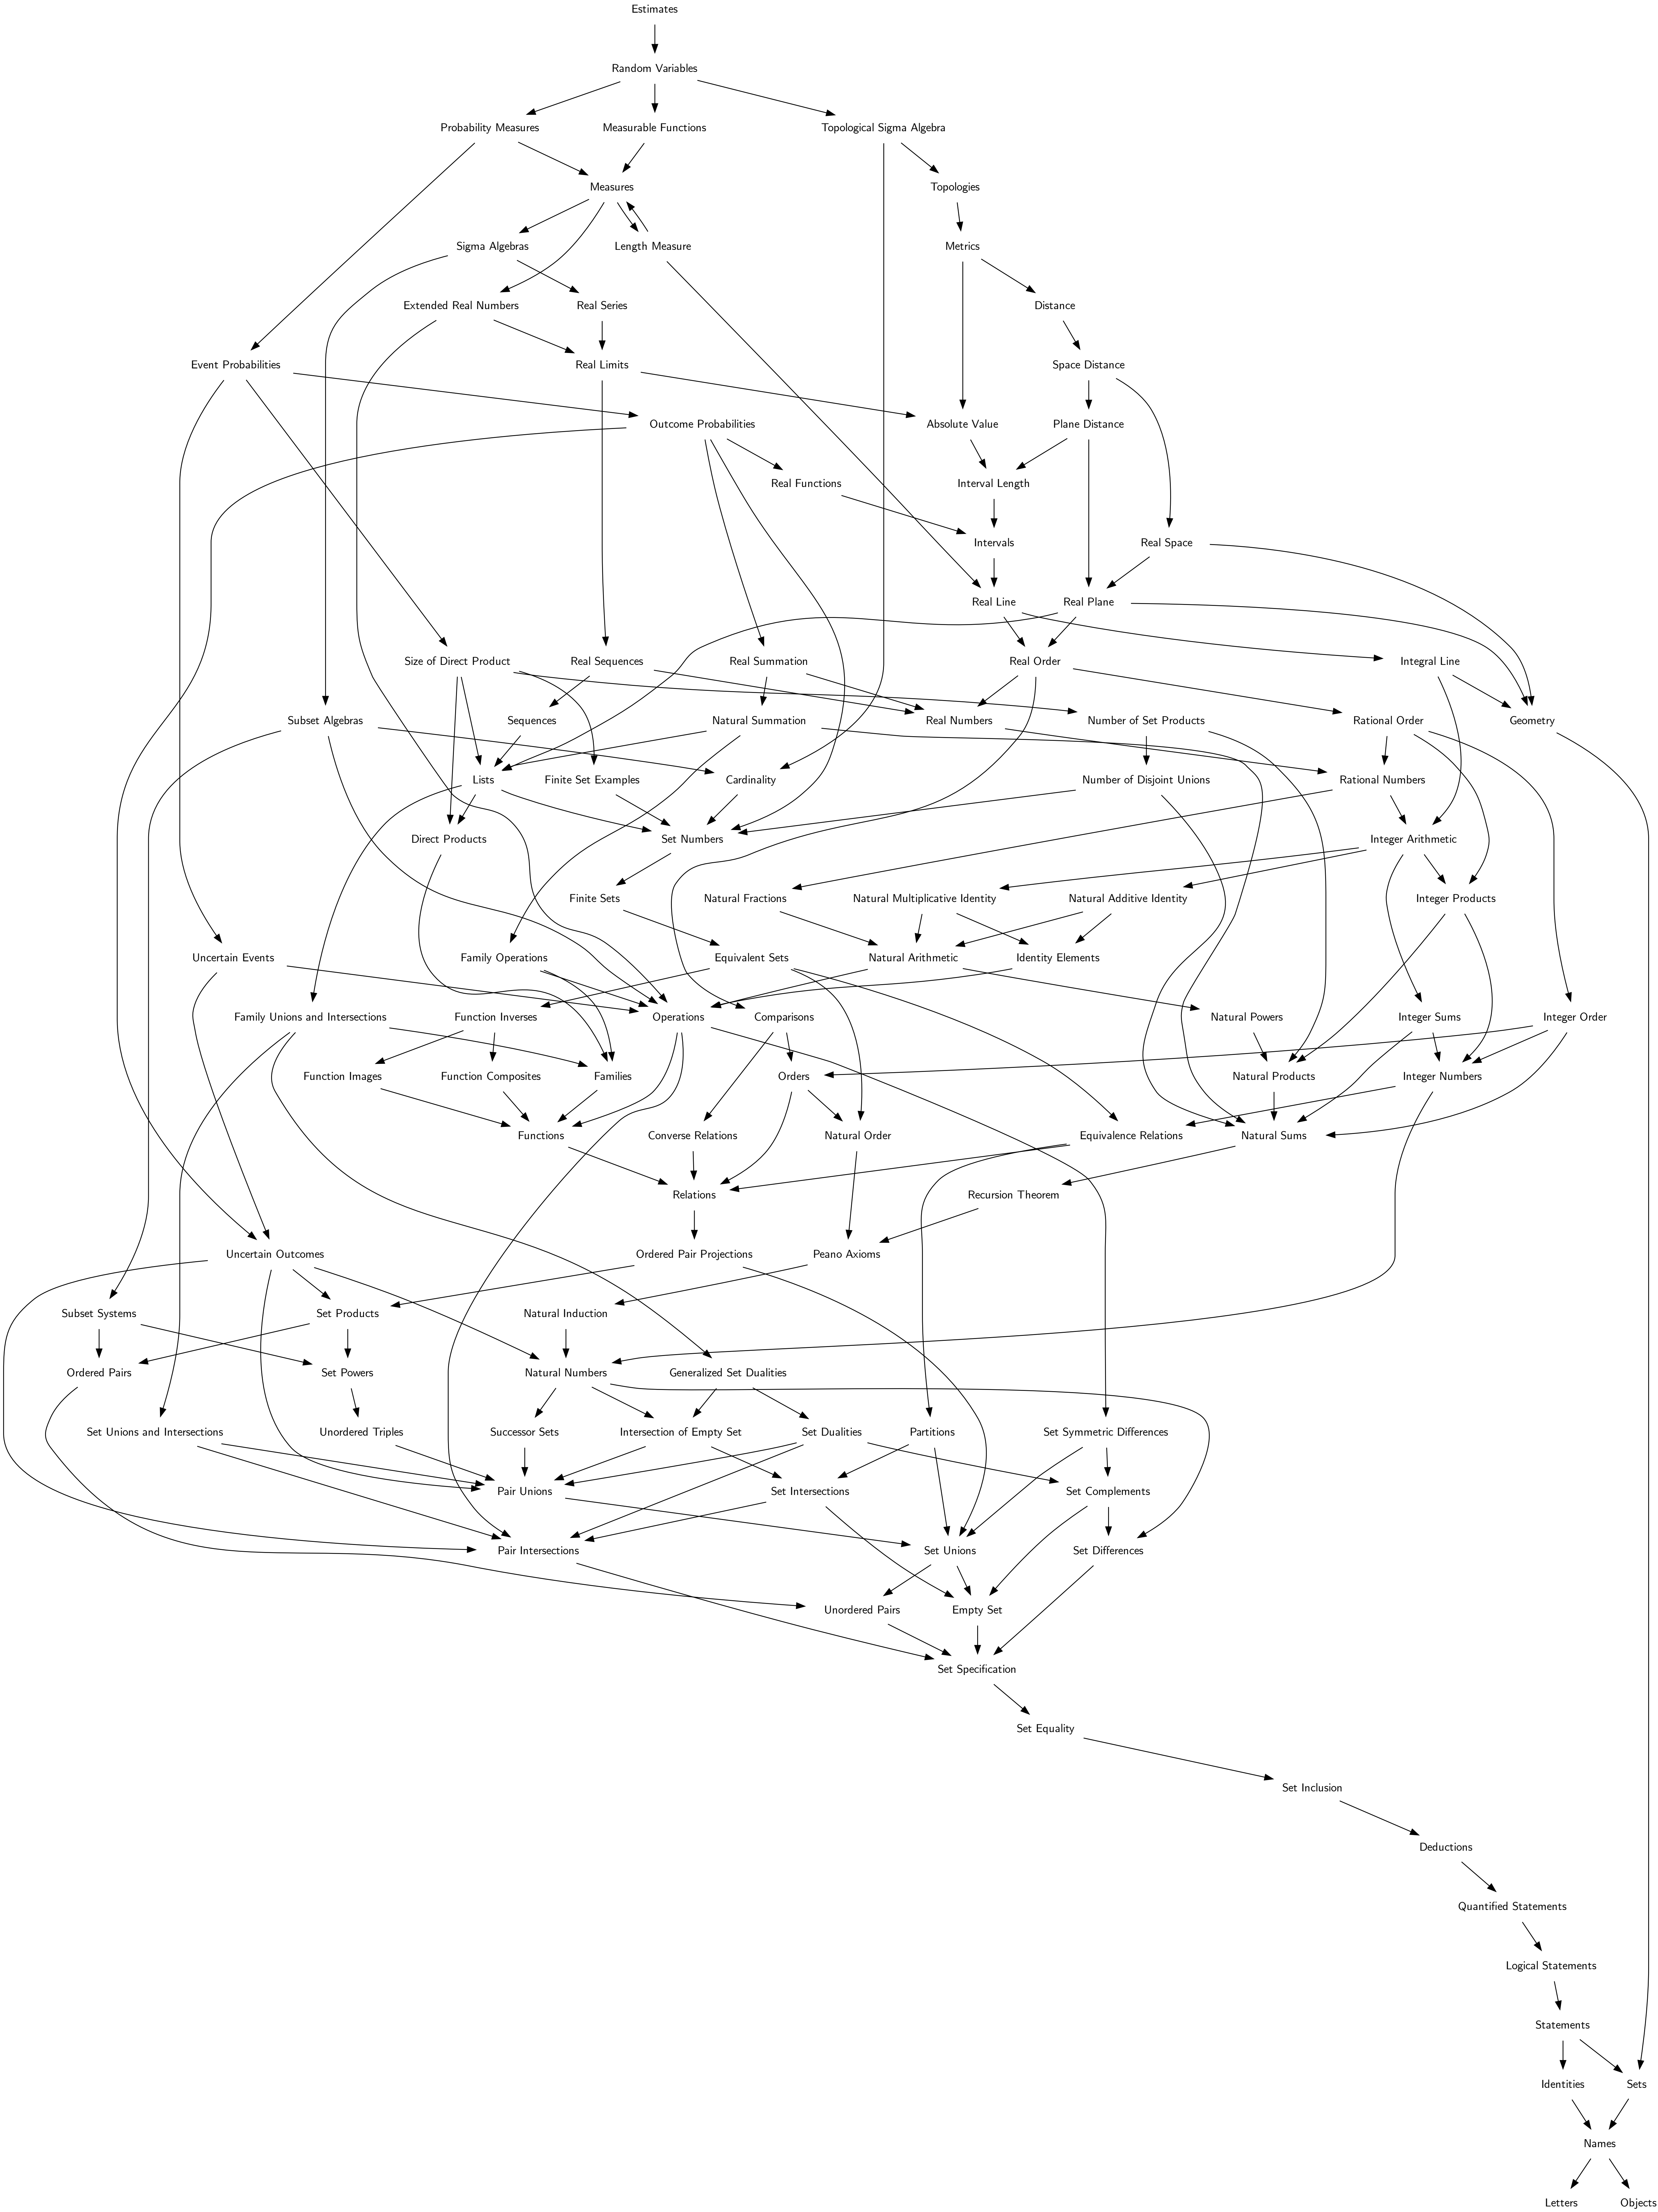 Estimates
Random Variables
Probability Measures
Measurable Functions
Topological Sigma Algebra
Measures
Topologies
Sigma Algebras
Length Measure
Metrics
Extended Real Numbers
Real Series
Distance
Event Probabilities
Real Limits
Space Distance
Outcome Probabilities
Absolute Value
Plane Distance
Real Functions
Interval Length
Intervals
Real Space
Real Line
Real Plane
Size of Direct Product
Real Sequences
Real Summation
Real Order
Integral Line
Subset Algebras
Sequences
Natural Summation
Real Numbers
Number of Set Products
Rational Order
Geometry
Lists
Finite Set Examples
Cardinality
Number of Disjoint Unions
Rational Numbers
Direct Products
Set Numbers
Integer Arithmetic
Finite Sets
Natural Fractions
Natural Multiplicative Identity
Natural Additive Identity
Integer Products
Uncertain Events
Family Operations
Equivalent Sets
Natural Arithmetic
Identity Elements
Family Unions and Intersections
Function Inverses
Operations
Comparisons
Natural Powers
Integer Sums
Integer Order
Function Images
Function Composites
Families
Orders
Natural Products
Integer Numbers
Functions
Converse Relations
Natural Order
Equivalence Relations
Natural Sums
Relations
Recursion Theorem
Uncertain Outcomes
Ordered Pair Projections
Peano Axioms
Subset Systems
Set Products
Natural Induction
Ordered Pairs
Set Powers
Natural Numbers
Generalized Set Dualities
Set Unions and Intersections
Unordered Triples
Successor Sets
Intersection of Empty Set
Set Dualities
Partitions
Set Symmetric Differences
Pair Unions
Set Intersections
Set Complements
Pair Intersections
Set Unions
Set Differences
Unordered Pairs
Empty Set
Set Specification
Set Equality
Set Inclusion
Deductions
Quantified Statements
Logical Statements
Statements
Identities
Sets
Names
Letters
Objects